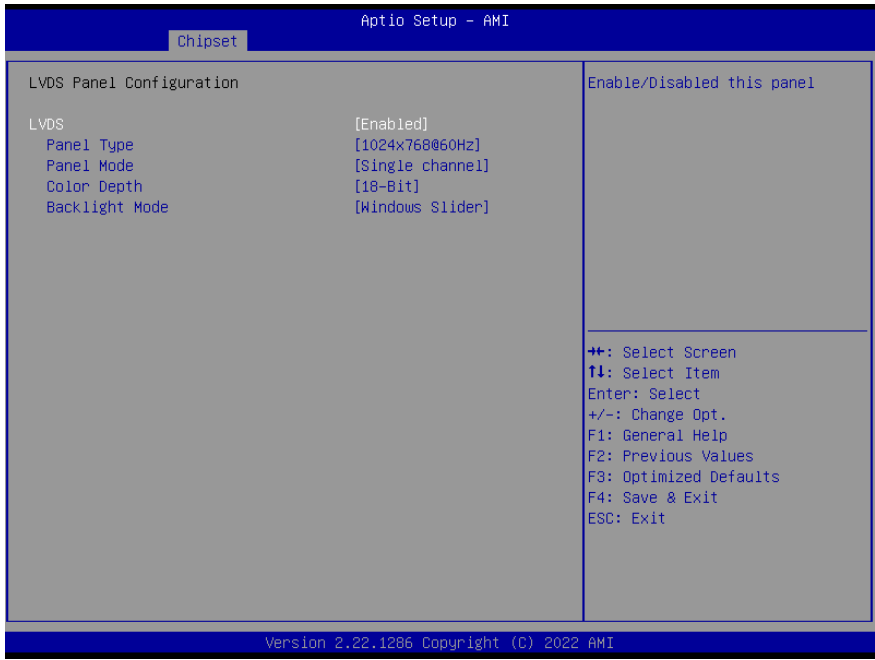 Aptio Setup – AMI
Chipset
LVDS Panel Configuration
LVDS [Enabled]
Panel Type [1024x768@60Hz]
Panel Mode [Single channel]
Color Depth [18-Bit]
Backlight Mode [Windows Slider]
Enable/Disabled this panel
→←: Select Screen
↑↓: Select Item
Enter: Select
+/-: Change Opt.
F1: General Help
F2: Previous Values
F3: Optimized Defaults
F4: Save & Exit
ESC: Exit
Version 2.22.1286 Copyright (C) 2022 AMI